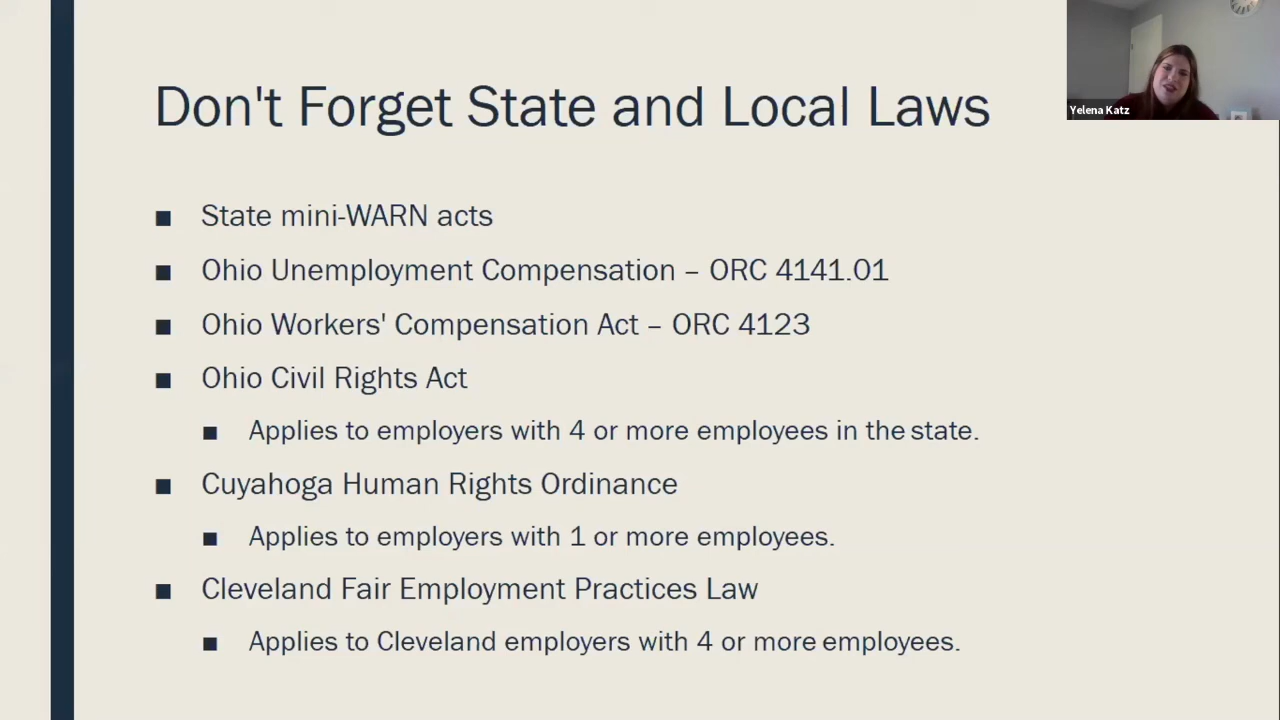 Don't Forget State and Local Laws
Yelena Katz
■ State mini-WARN acts
■ Ohio Unemployment Compensation – ORC 4141.01
■ Ohio Workers' Compensation Act – ORC 4123
■ Ohio Civil Rights Act
■ Applies to employers with 4 or more employees in the state.
■ Cuyahoga Human Rights Ordinance
■ Applies to employers with 1 or more employees.
■ Cleveland Fair Employment Practices Law
■ Applies to Cleveland employers with 4 or more employees.